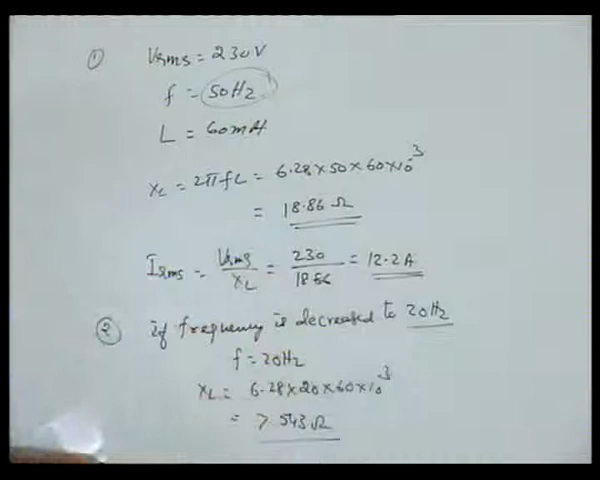 ① Vrms = 230V
f = 50Hz
L = 60mH
XL = 2πfL = 6.28×50×60×10^-3
= 18.86 Ω
Irms = Vrms/XL = 230/18.86 = 12.2A
② if frequency is decreased to 20Hz
f = 20Hz
XL = 6.28×20×60×10^-3
= 7.543 Ω